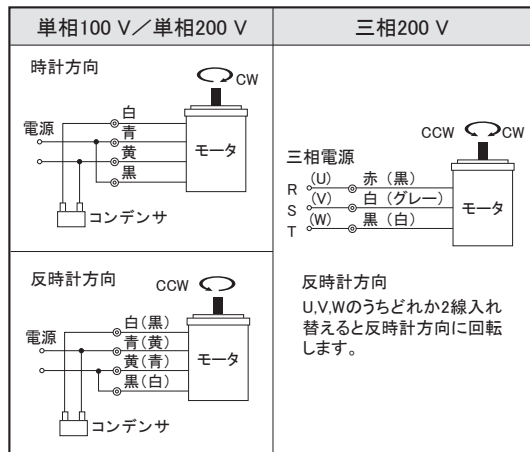 単相100 V／単相200 V
時計方向
CW
白
電源
青
黄
黒
モータ
コンデンサ
反時計方向
CCW
白(黒)
電源
青(黄)
黄(青)
黒(白)
モータ
コンデンサ
三相200 V
CCW CW
三相電源
R (U) 赤（黒）
S (V) 白（グレー）
T (W) 黒（白）
モータ
反時計方向
U,V,Wのうちどれか2線入れ
替えると反時計方向に回転
します。